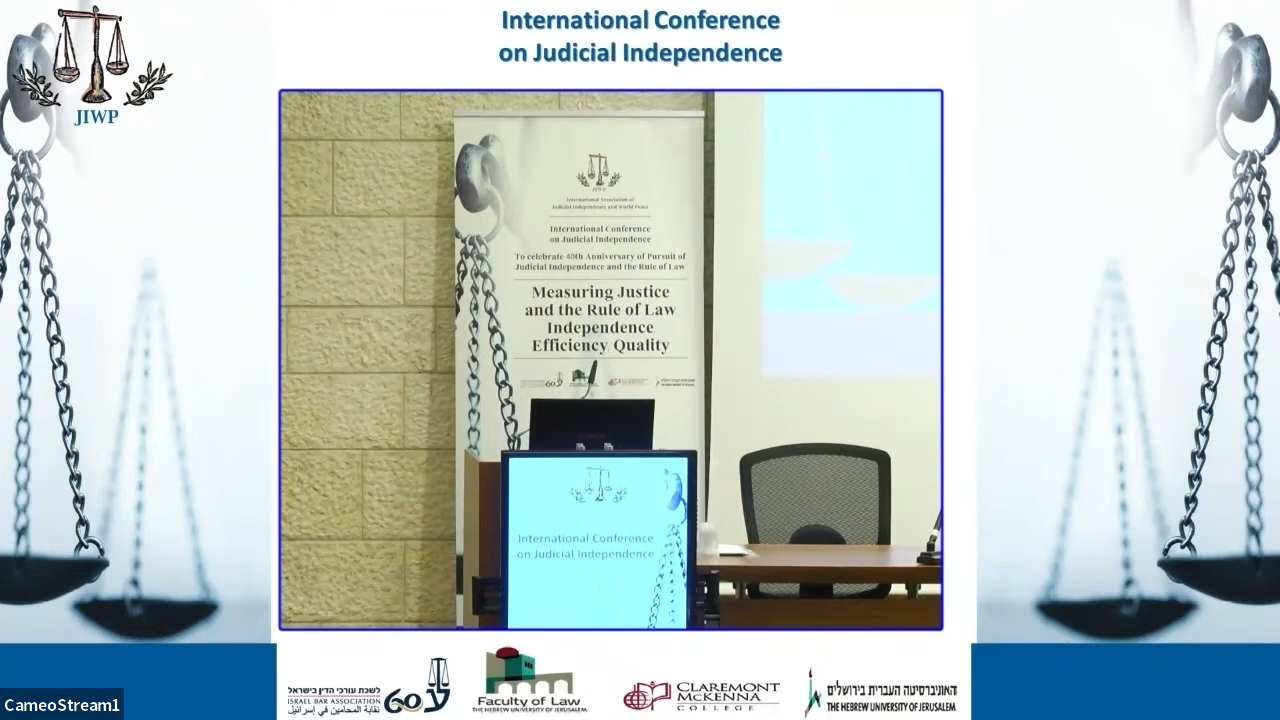 International Conference
on Judicial Independence
JIWP
JIWP
International Association of
Judicial Independence and World Peace
International Conference
on Judicial Independence
To celebrate 40th Anniversary of Pursuit of
Judicial Independence and the Rule of Law
Measuring Justice
and the Rule of Law
Independence
Efficiency Quality
60
International Conference
on Judicial Independence
CameoStream1
לשכת עורכי הדין בישראל
ISRAEL BAR ASSOCIATION
نقابة المحامين في إسرائيل
60
Faculty of Law
THE HEBREW UNIVERSITY OF JERUSALEM
CLAREMONT
MCKENNA
COLLEGE
האוניברסיטה העברית בירושלים
THE HEBREW UNIVERSITY OF JERUSALEM